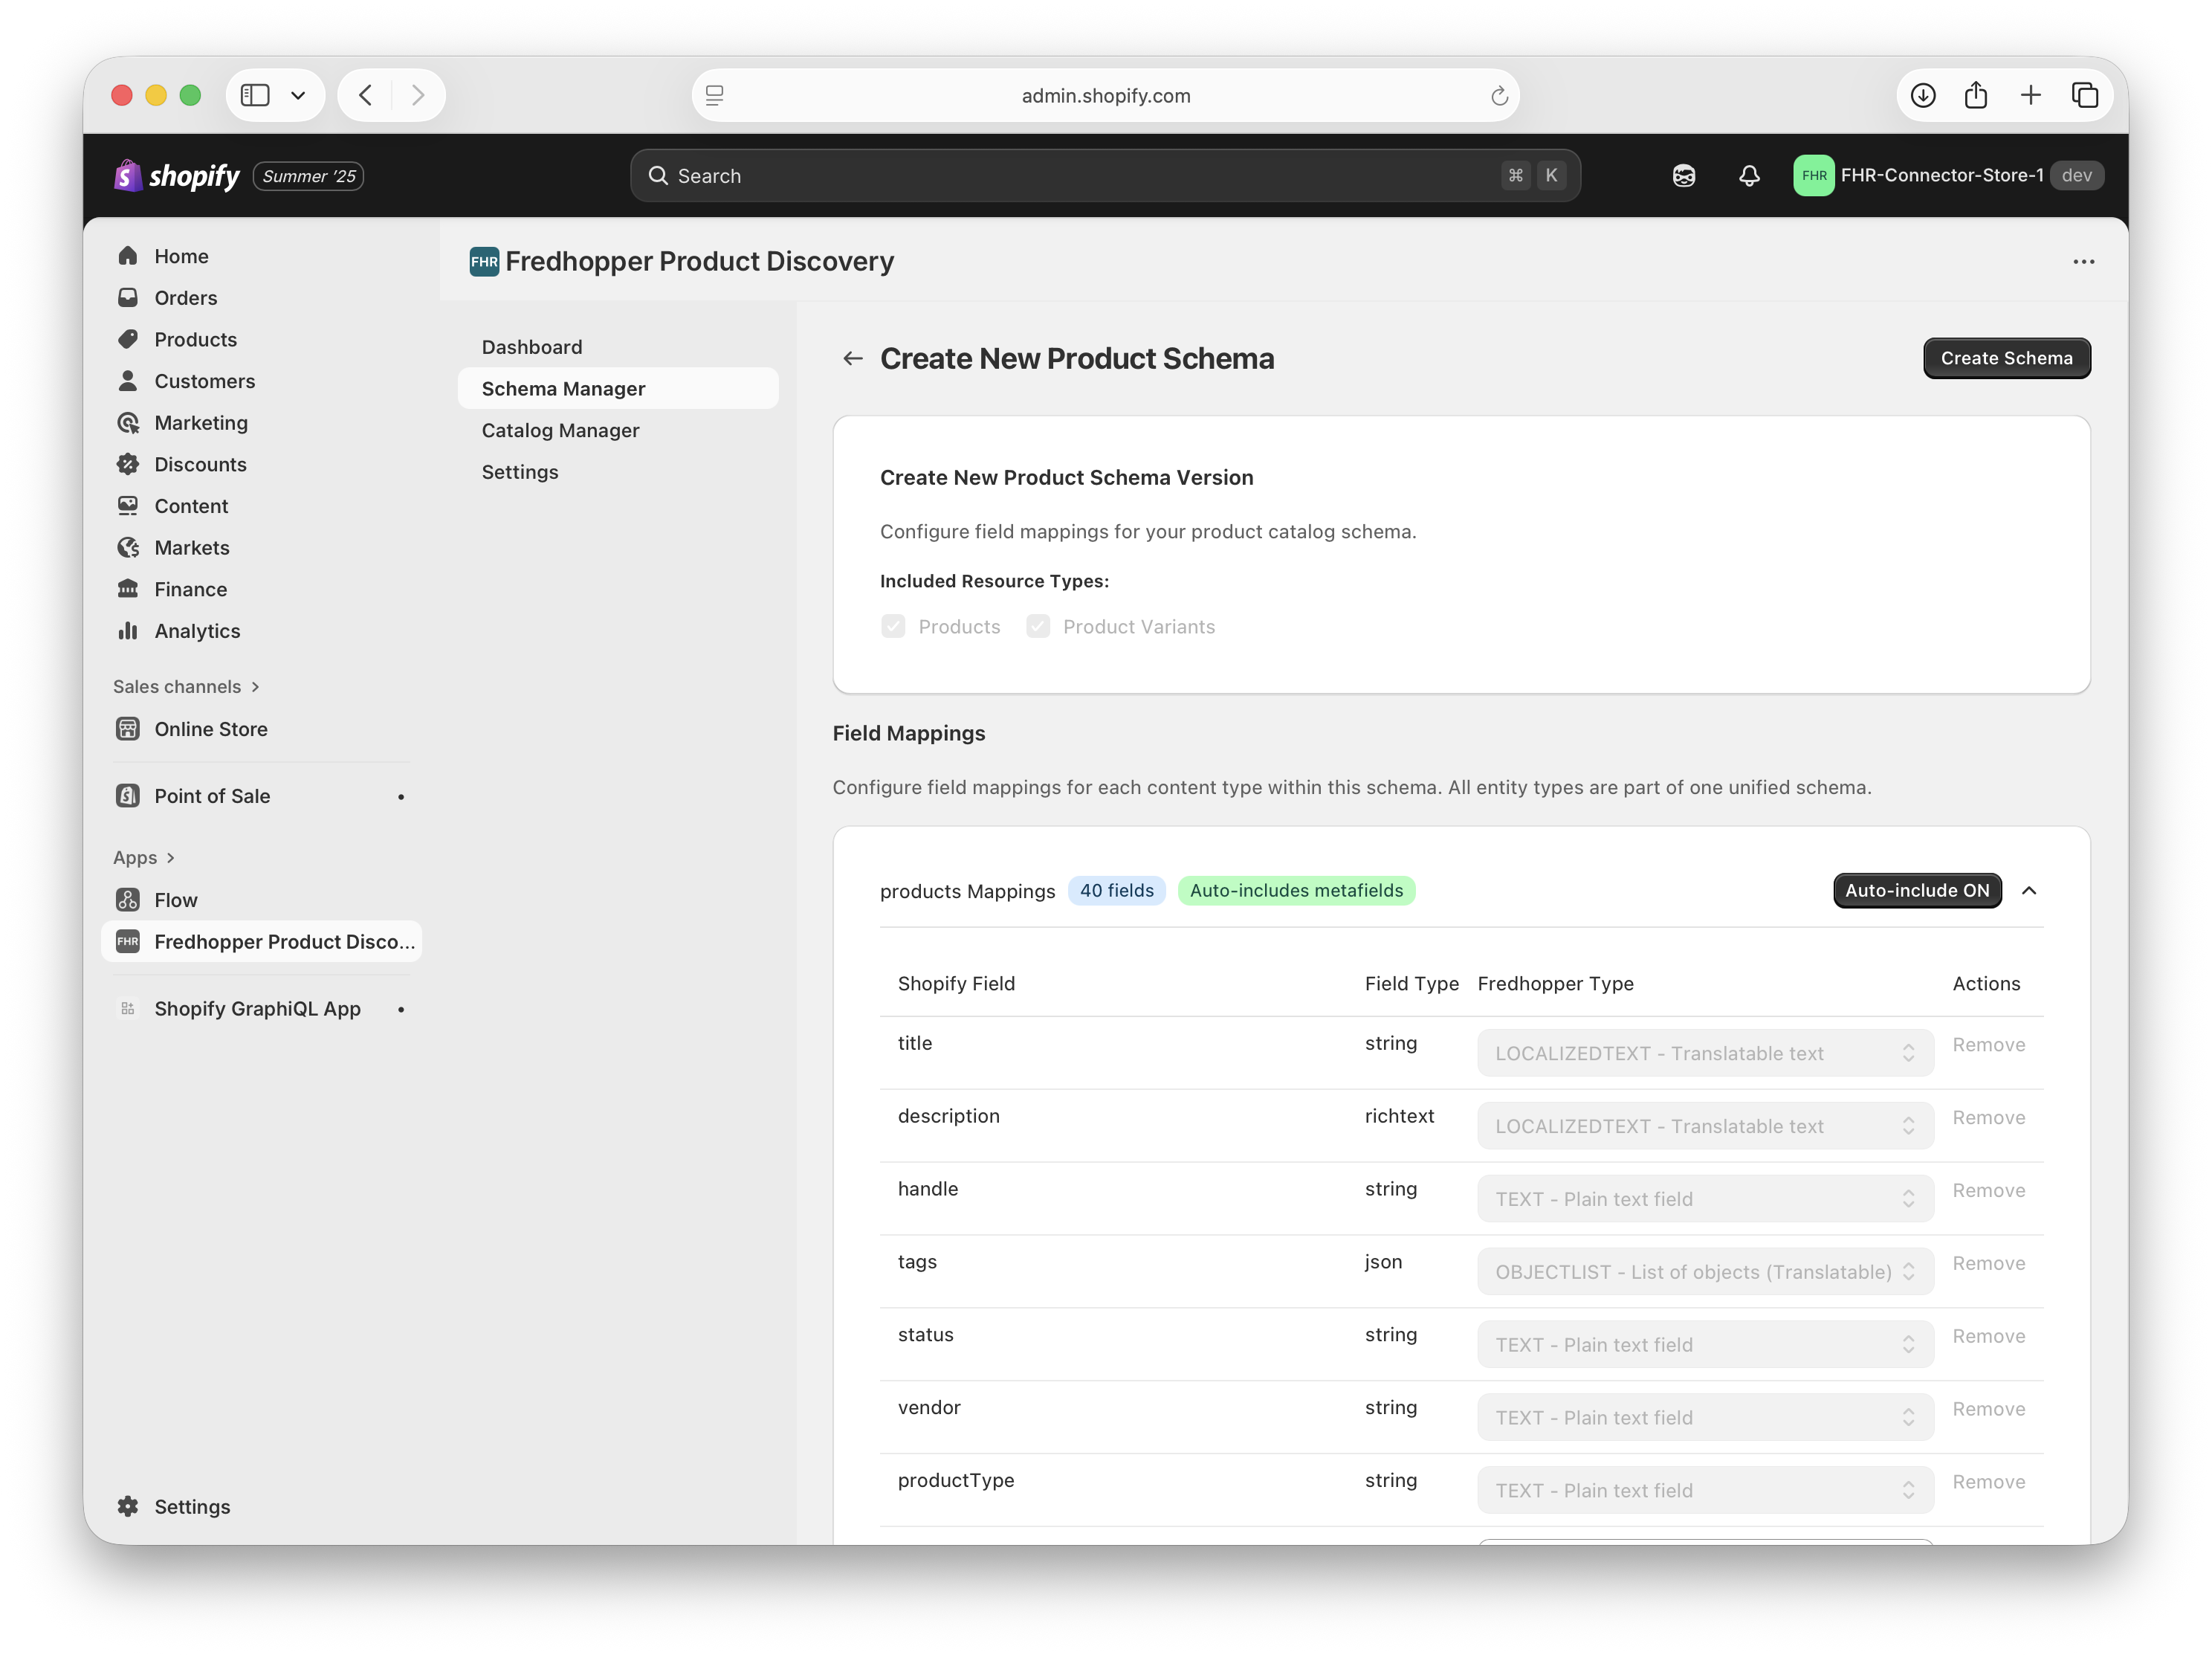 admin.shopify.com
shopify
Summer '25
Search
⌘ K
FHR
FHR-Connector-Store-1
dev
Home
Orders
Products
Customers
Marketing
Discounts
Content
Markets
Finance
Analytics
Sales channels
Online Store
Point of Sale
Apps
Flow
FHR
Fredhopper Product Disco...
Shopify GraphiQL App
Settings
FHR
Fredhopper Product Discovery
Dashboard
Schema Manager
Catalog Manager
Settings
Create New Product Schema
Create Schema
Create New Product Schema Version
Configure field mappings for your product catalog schema.
Included Resource Types:
Products
Product Variants
Field Mappings
Configure field mappings for each content type within this schema. All entity types are part of one unified schema.
products Mappings
40 fields
Auto-includes metafields
Auto-include ON
Shopify Field Field Type Fredhopper Type Actions
title string LOCALIZEDTEXT - Translatable text Remove
description richtext LOCALIZEDTEXT - Translatable text Remove
handle string TEXT - Plain text field Remove
tags json OBJECTLIST - List of objects (Translatable) Remove
status string TEXT - Plain text field Remove
vendor string TEXT - Plain text field Remove
productType string TEXT - Plain text field Remove